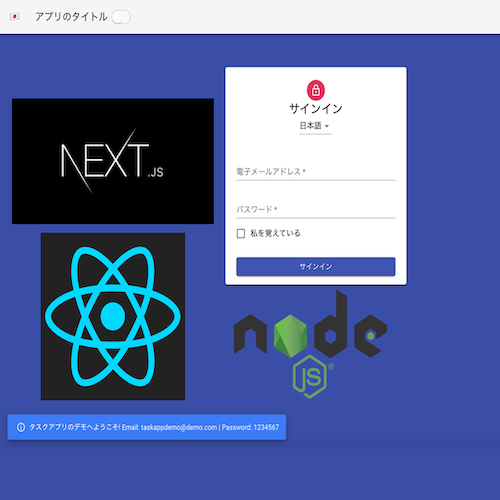 アプリのタイトル
サインイン
日本語
電子メールアドレス *
パスワード *
私を覚えている
サインイン
NEXT.JS
node
JS
タスクアプリのデモへようこそ! Email: taskappdemo@demo.com | Password: 1234567